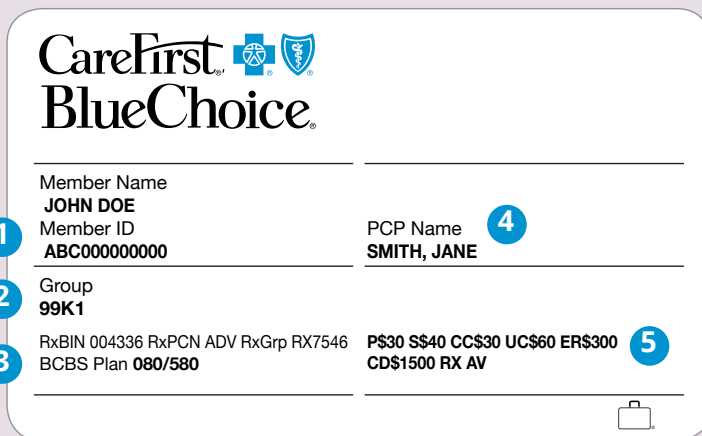 CareFirst®
BlueChoice®
Member Name
JOHN DOE
1
Member ID
ABC000000000
PCP Name
4
SMITH, JANE
2
Group
99K1
3
RxBIN 004336 RxPCN ADV RxGrp RX7546
BCBS Plan 080/580
P$30 S$40 CC$30 UC$60 ER$300
CD$1500 RX AV
5